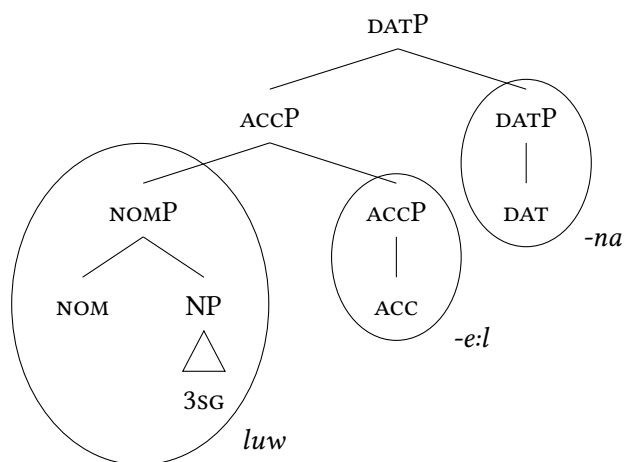 DATP
ACCP DATP
NOMP ACCP DAT
-na
NOM NP ACC
-e:l
3SG
luw